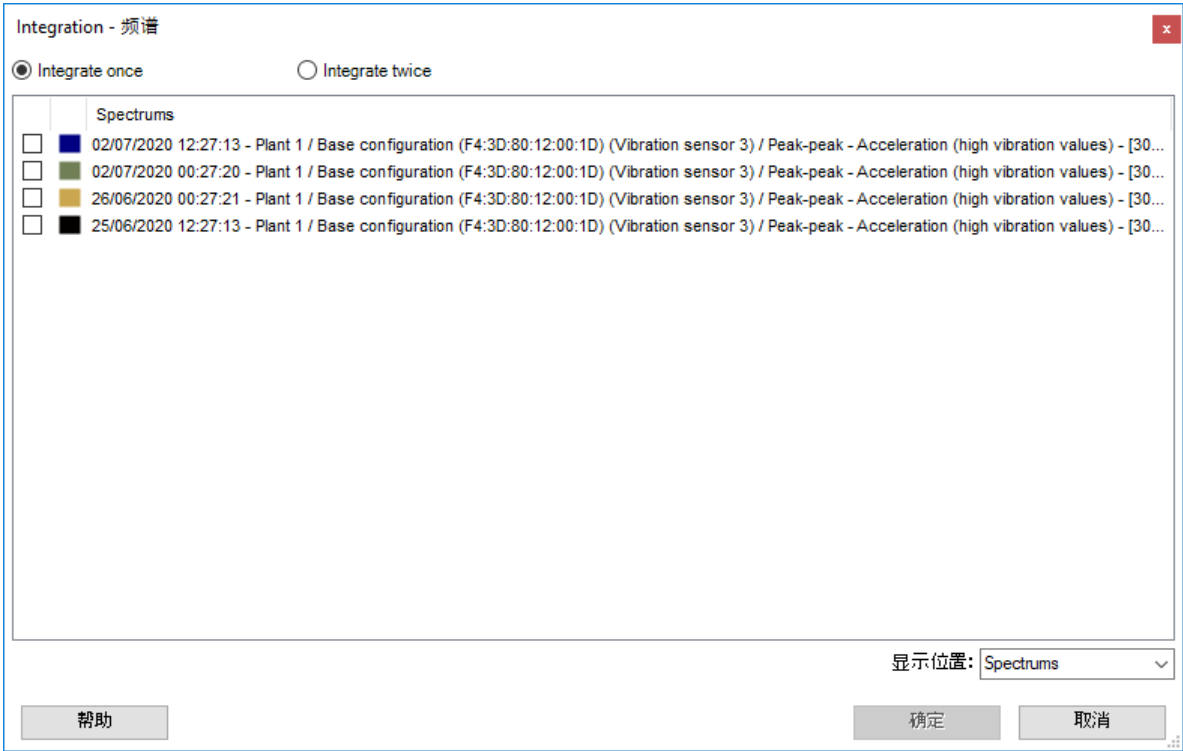 Integration - 频谱
x
Integrate once Integrate twice
Spectrums
02/07/2020 12:27:13 - Plant 1 / Base configuration (F4:3D:80:12:00:1D) (Vibration sensor 3) / Peak-peak - Acceleration (high vibration values) - [30...
02/07/2020 00:27:20 - Plant 1 / Base configuration (F4:3D:80:12:00:1D) (Vibration sensor 3) / Peak-peak - Acceleration (high vibration values) - [30...
26/06/2020 00:27:21 - Plant 1 / Base configuration (F4:3D:80:12:00:1D) (Vibration sensor 3) / Peak-peak - Acceleration (high vibration values) - [30...
25/06/2020 12:27:13 - Plant 1 / Base configuration (F4:3D:80:12:00:1D) (Vibration sensor 3) / Peak-peak - Acceleration (high vibration values) - [30...
显示位置: Spectrums
帮助 确定 取消